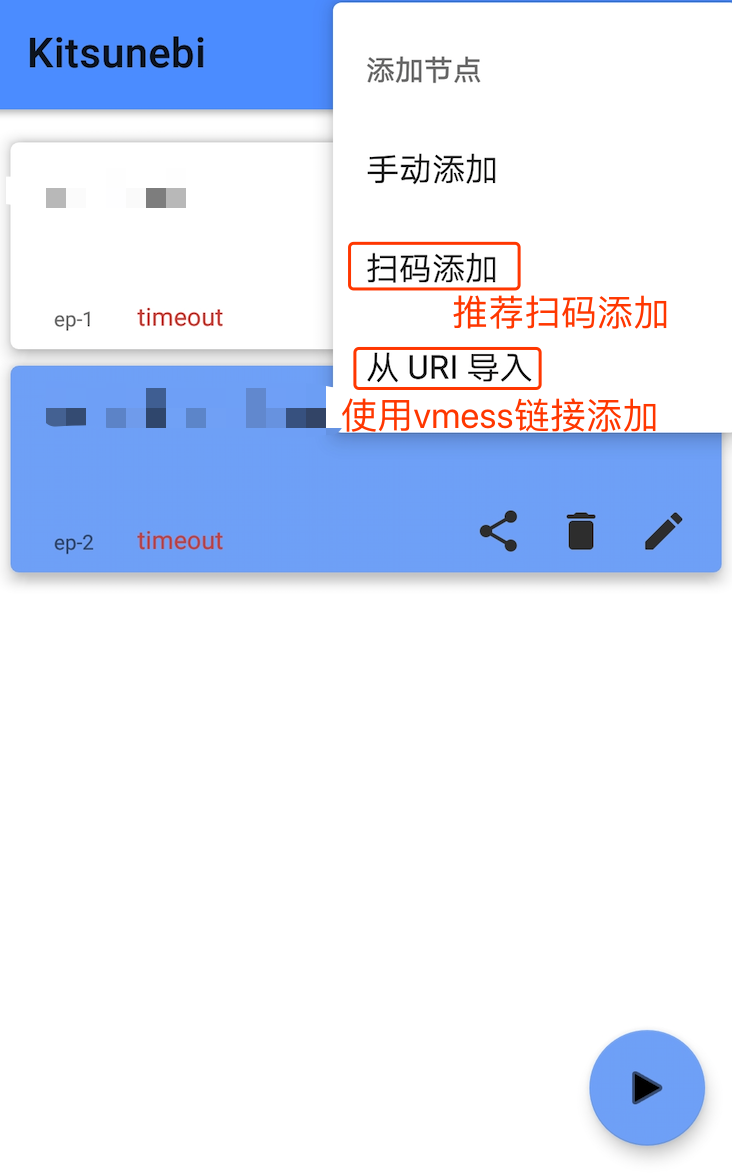 Kitsunebi
添加节点
手动添加
扫码添加
推荐扫码添加
ep-1 timeout
从 URI 导入
使用vmess链接添加
ep-2 timeout